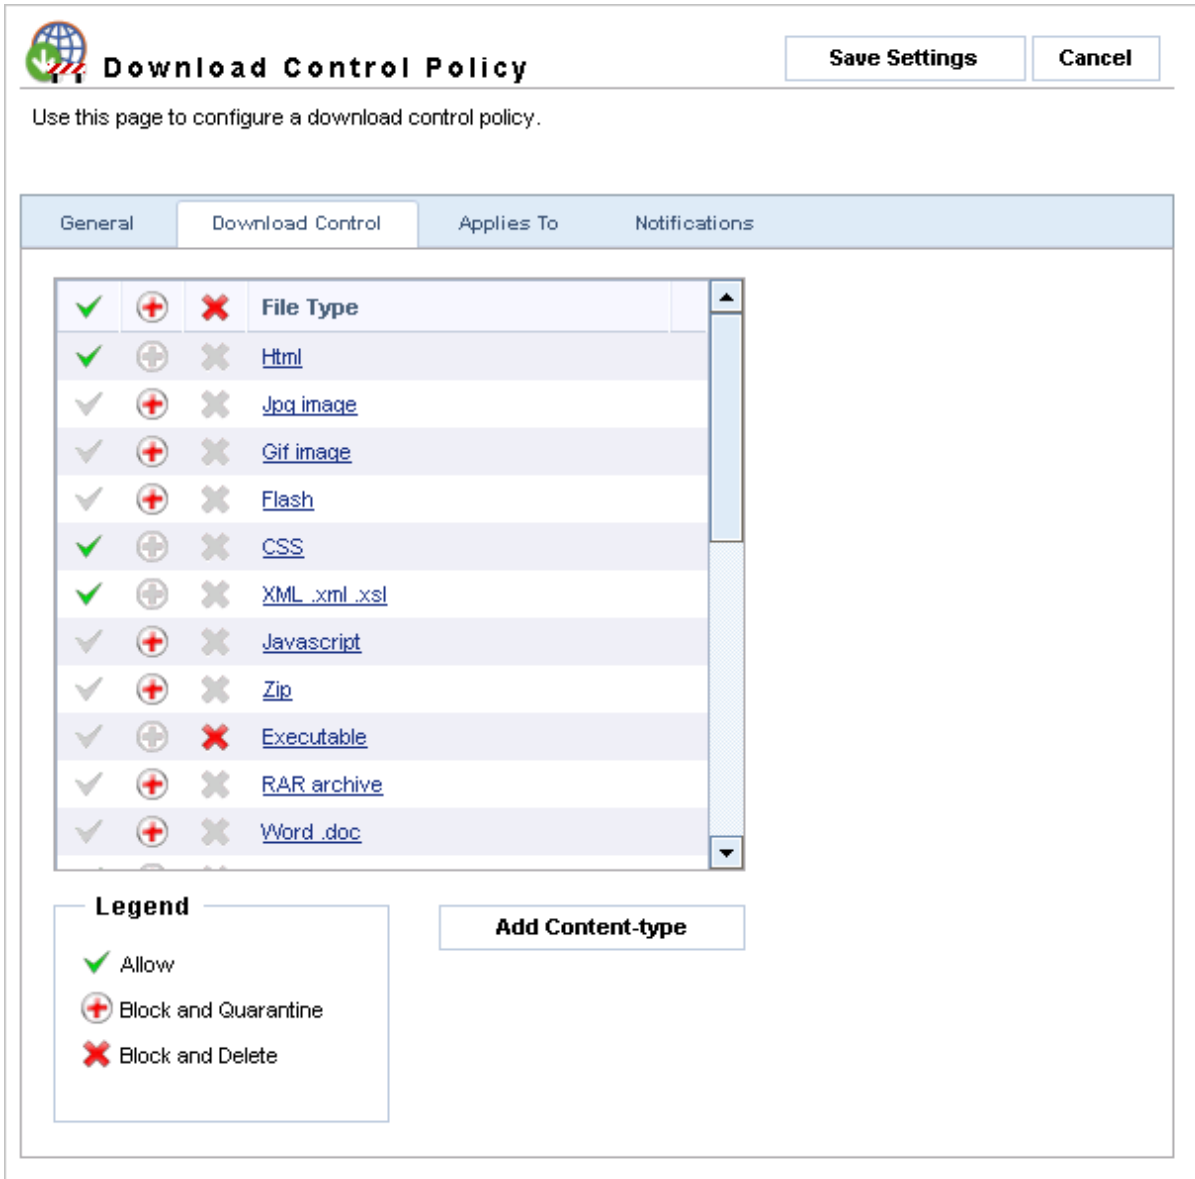 Download Control Policy
Save Settings
Cancel
Use this page to configure a download control policy.
General
Download Control
Applies To
Notifications
File Type
Html
Jpg image
Gif image
Flash
CSS
XML .xml .xsl
Javascript
Zip
Executable
RAR archive
Word .doc
Legend
Allow
Block and Quarantine
Block and Delete
Add Content-type